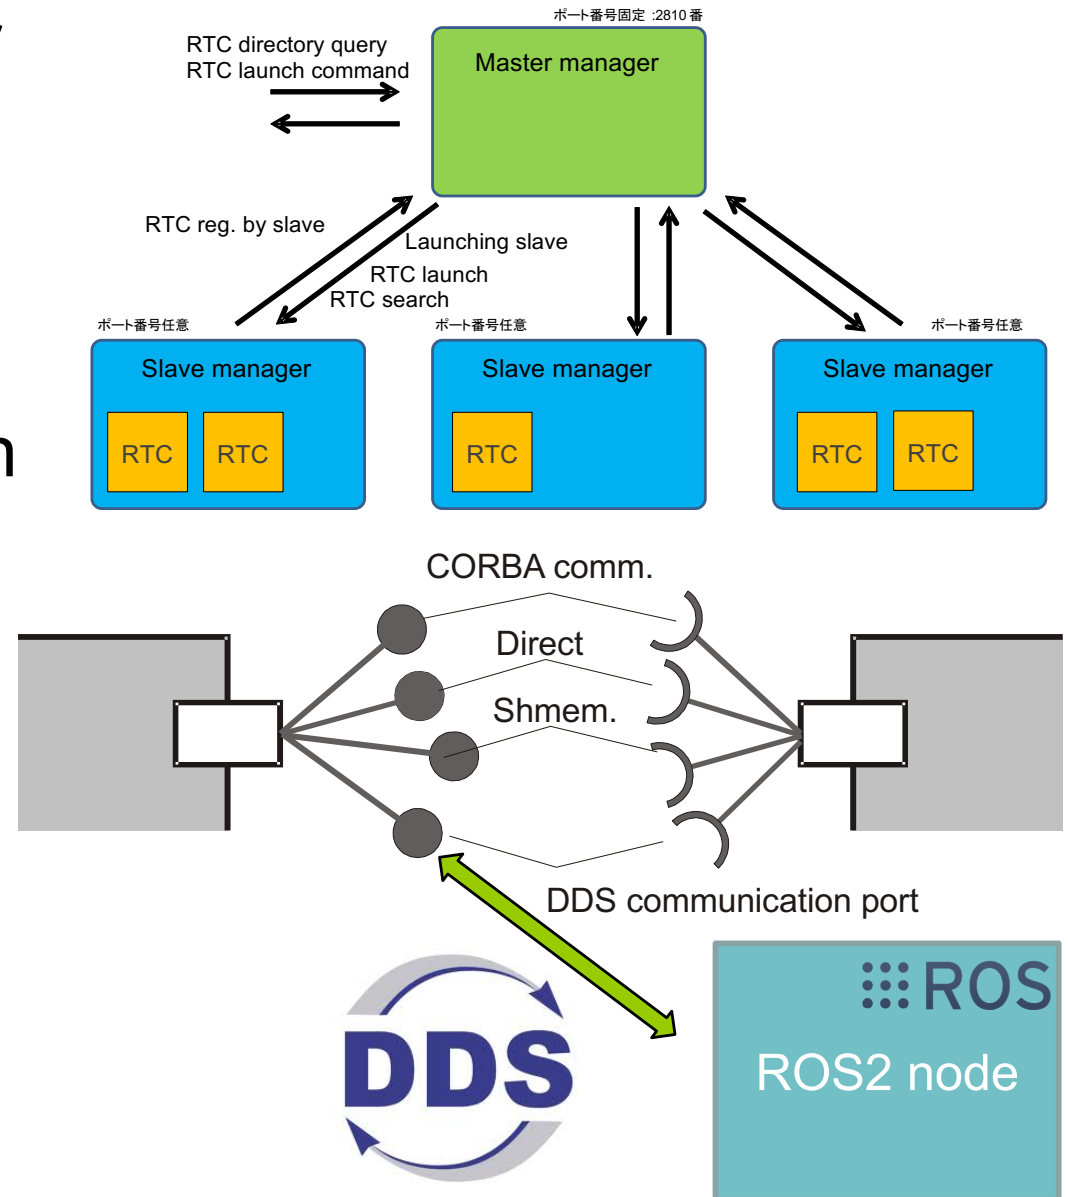 ポート番号固定 :2810 番
RTC directory query
RTC launch command
Master manager
RTC reg. by slave
Launching slave
RTC launch
RTC search
ポート番号任意
ポート番号任意
ポート番号任意
Slave manager
Slave manager
Slave manager
RTC
RTC
RTC
RTC
RTC
n
CORBA comm.
Direct
Shmem.
DDS communication port
DDS
ROS
ROS2 node